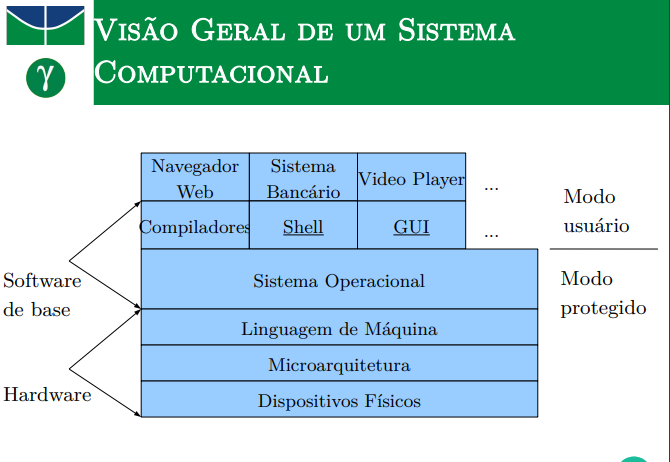 Visão Geral de um Sistema
Computacional
γ
Navegador
Web
Sistema
Bancário
Video Player
...
Compiladores
Shell
GUI
...
Modo
usuário
Software
de base
Sistema Operacional
Modo
protegido
Linguagem de Máquina
Microarquitetura
Hardware
Dispositivos Físicos